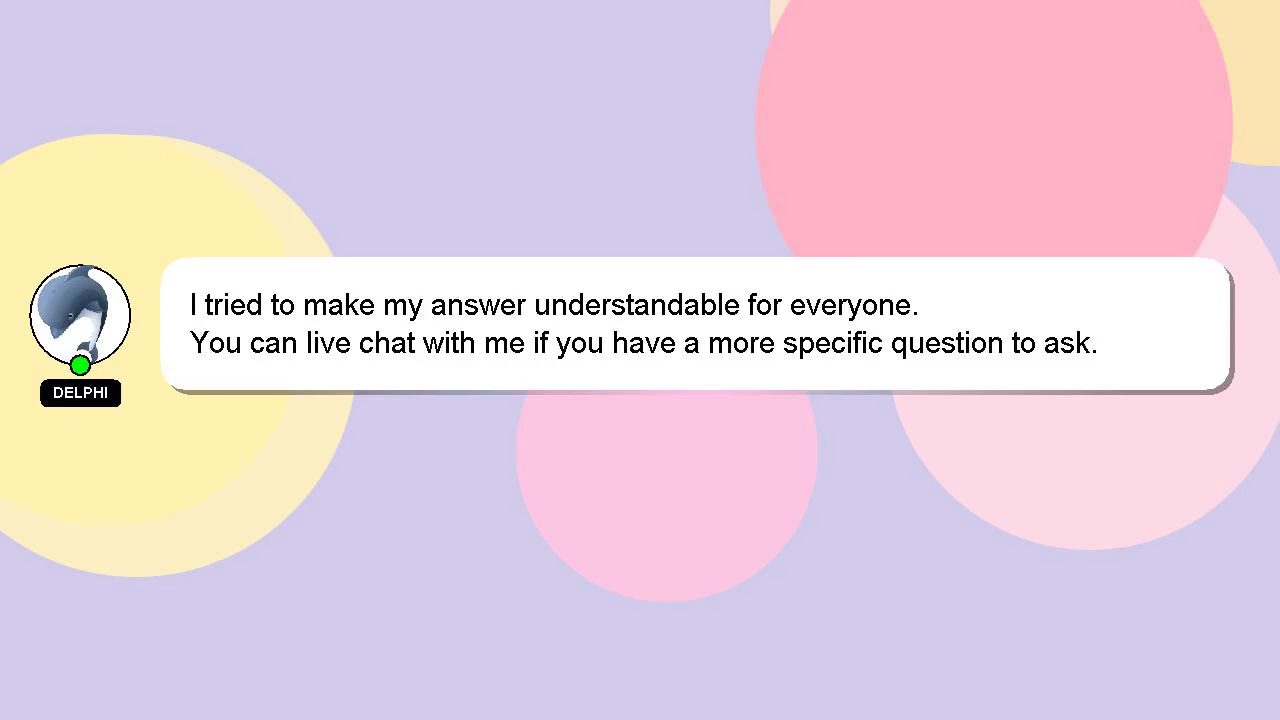 I tried to make my answer understandable for everyone.
You can live chat with me if you have a more specific question to ask.
DELPHI